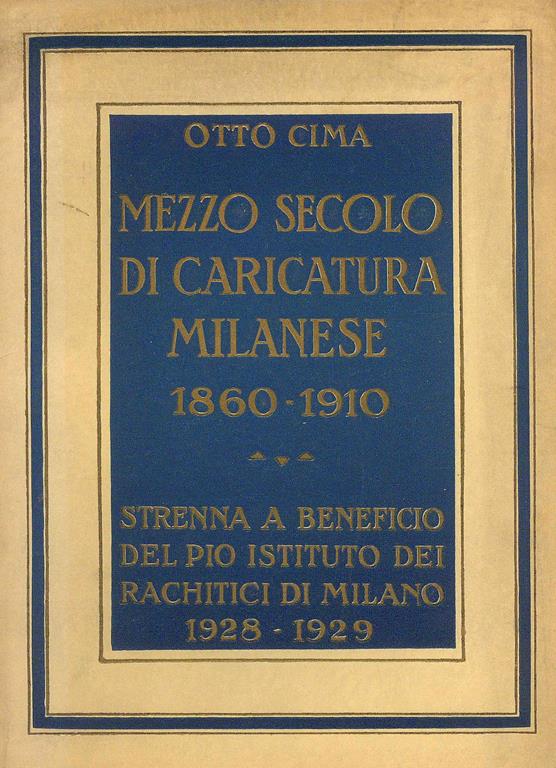 OTTO CIMA
MEZZO SECOLO
DI CARICATURA
MILANESE
1860-1910
STRENNA A BENEFICIO
DEL PIO ISTITUTO DEI
RACHITICI DI MILANO
1928 - 1929